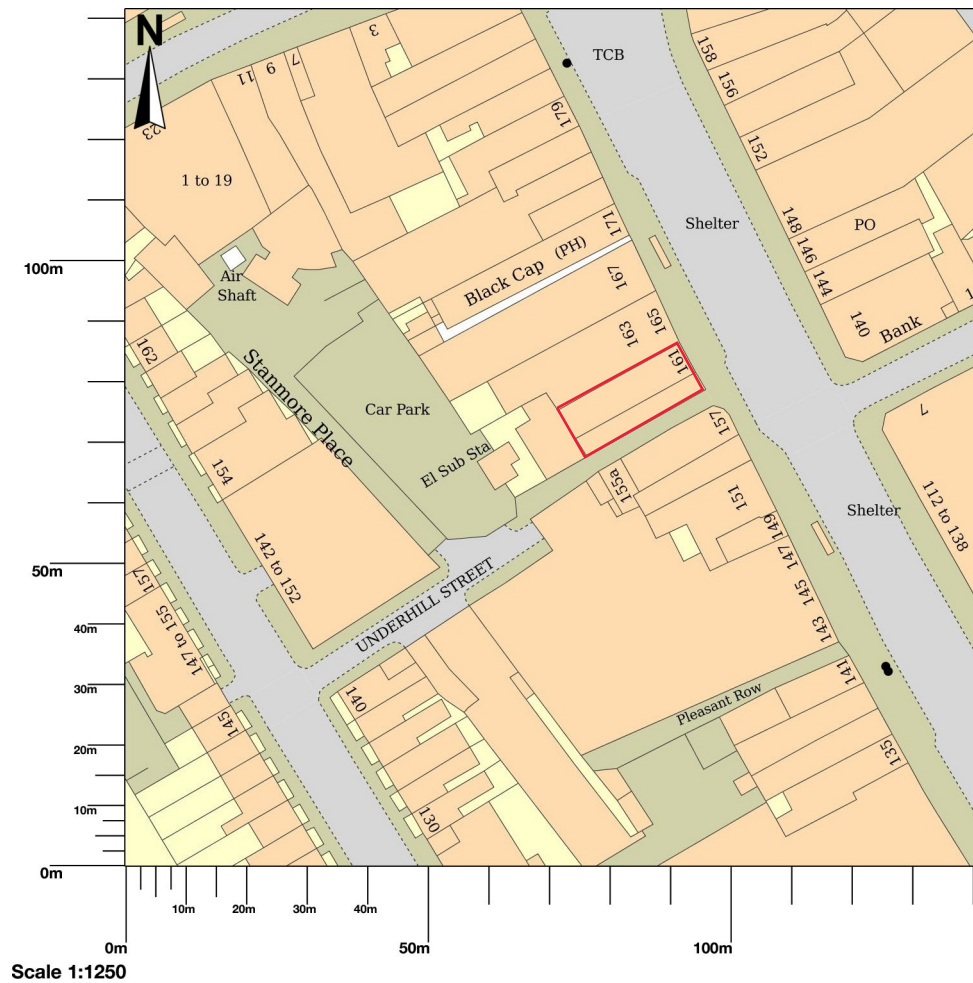 N
TCB
3
7
9
11
23
158
156
179
152
1 to 19
171
148
146
144
PO
Shelter
Black Cap (PH)
167
100m
Air
Shaft
165
163
140
Bank
1
162
161
Stanmore Place
Car Park
7
157
El Sub Sta
154
155a
151
149
147
Shelter
112 to 138
142 to 152
50m
157
UNDERHILL STREET
145
147 to 155
143
40m
141
30m
Pleasant Row
140
145
135
20m
10m
130
0m
10m
20m
30m
40m
0m
50m
100m
Scale 1:1250